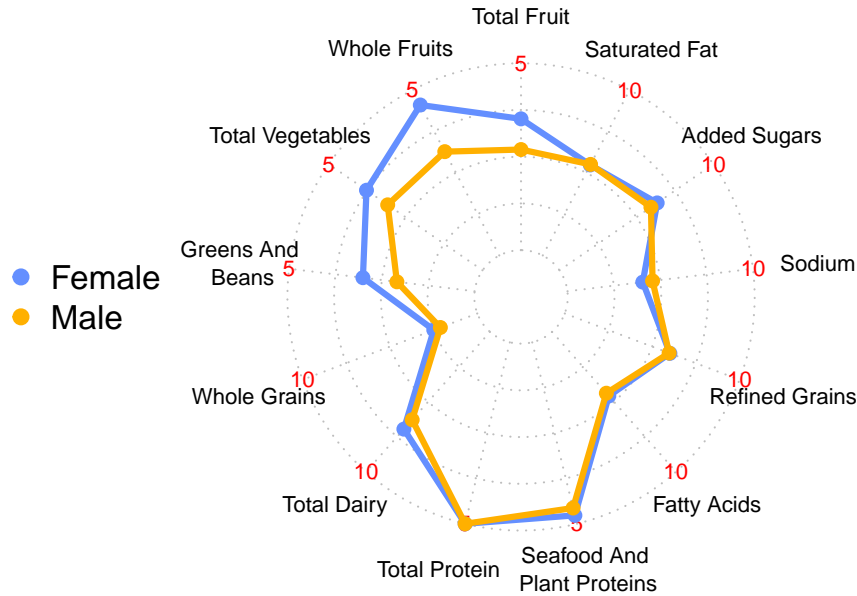 Total Fruit
Whole Fruits
Saturated Fat
5
5
10
Total Vegetables
Added Sugars
5
10
Greens And
Beans
5
10
Sodium
Female
Male
10
10
Whole Grains
Refined Grains
10
10
Total Dairy
Fatty Acids
5
Total Protein
Seafood And
Plant Proteins